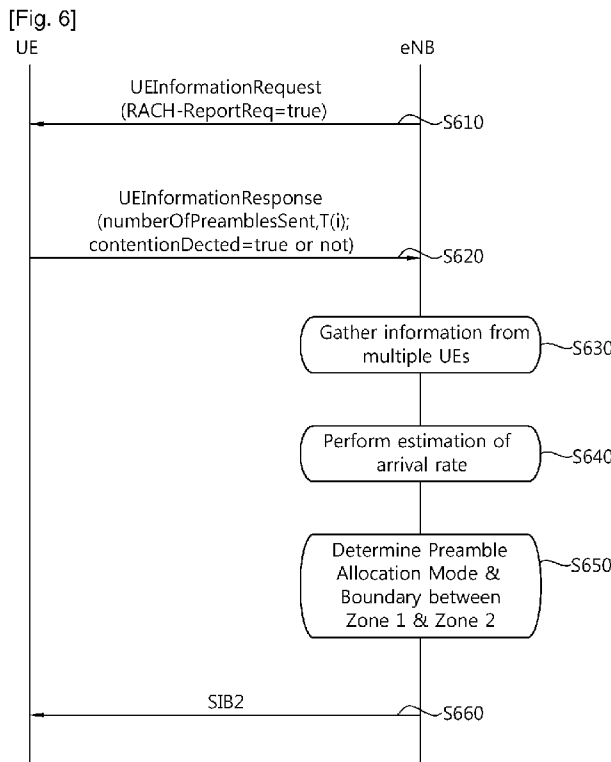 [Fig. 6]
UE
eNB
UEInformationRequest
(RACH-ReportReq=true)
S610
UEInformationResponse
(numberOfPreamblesSent,T(i);
contentionDected=true or not)
S620
Gather information from
multiple UEs
S630
Perform estimation of
arrival rate
S640
Determine Preamble
Allocation Mode &
Boundary between
Zone 1 & Zone 2
S650
SIB2
S660